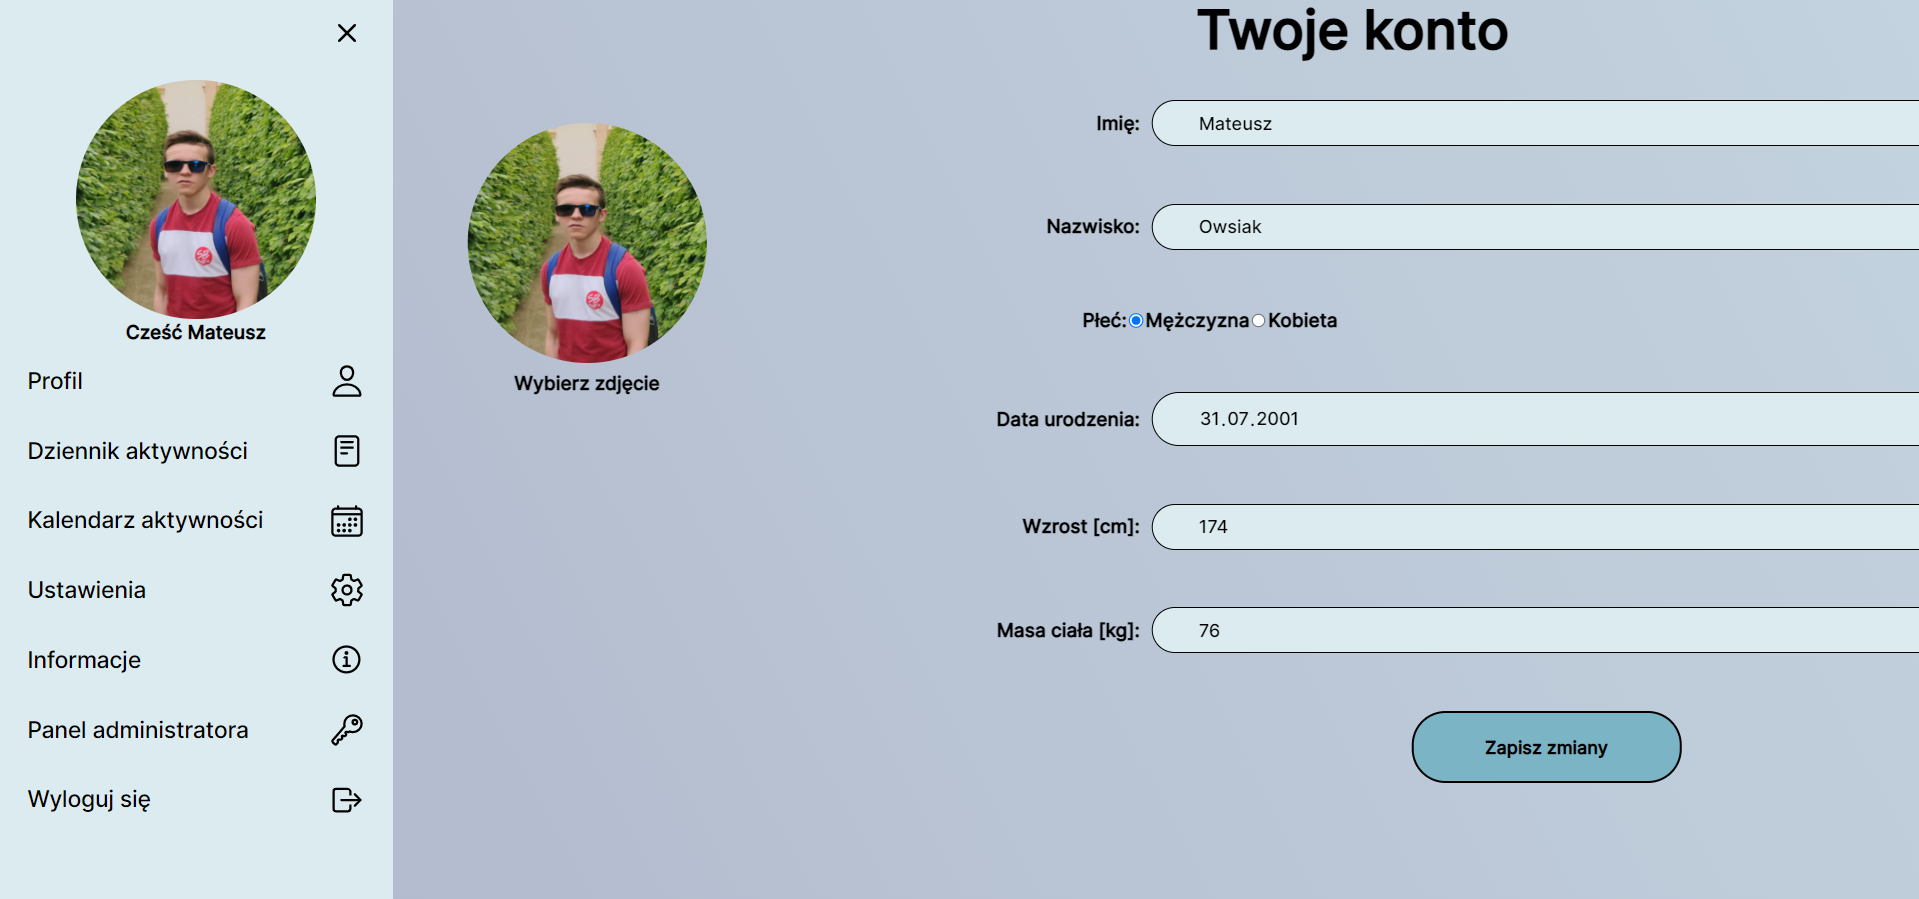 Cześć Mateusz
Profil
Dziennik aktywności
Kalendarz aktywności
Ustawienia
Informacje
Panel administratora
Wyloguj się
Twoje konto
Wybierz zdjęcie
Imię: Mateusz
Nazwisko: Owsiak
Płeć: Mężczyzna Kobieta
Data urodzenia: 31.07.2001
Wzrost [cm]: 174
Masa ciała [kg]: 76
Zapisz zmiany